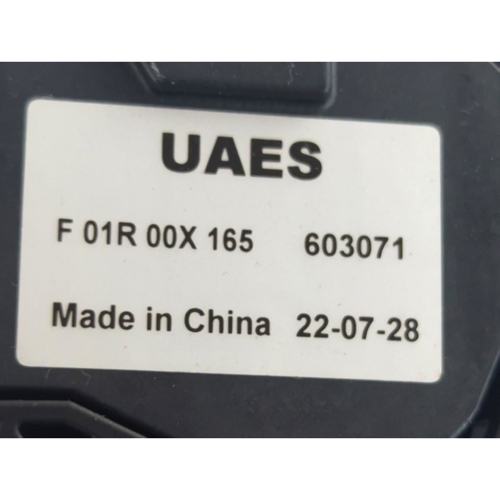 UAES
F 01R 00X 165 603071
Made in China 22-07-28